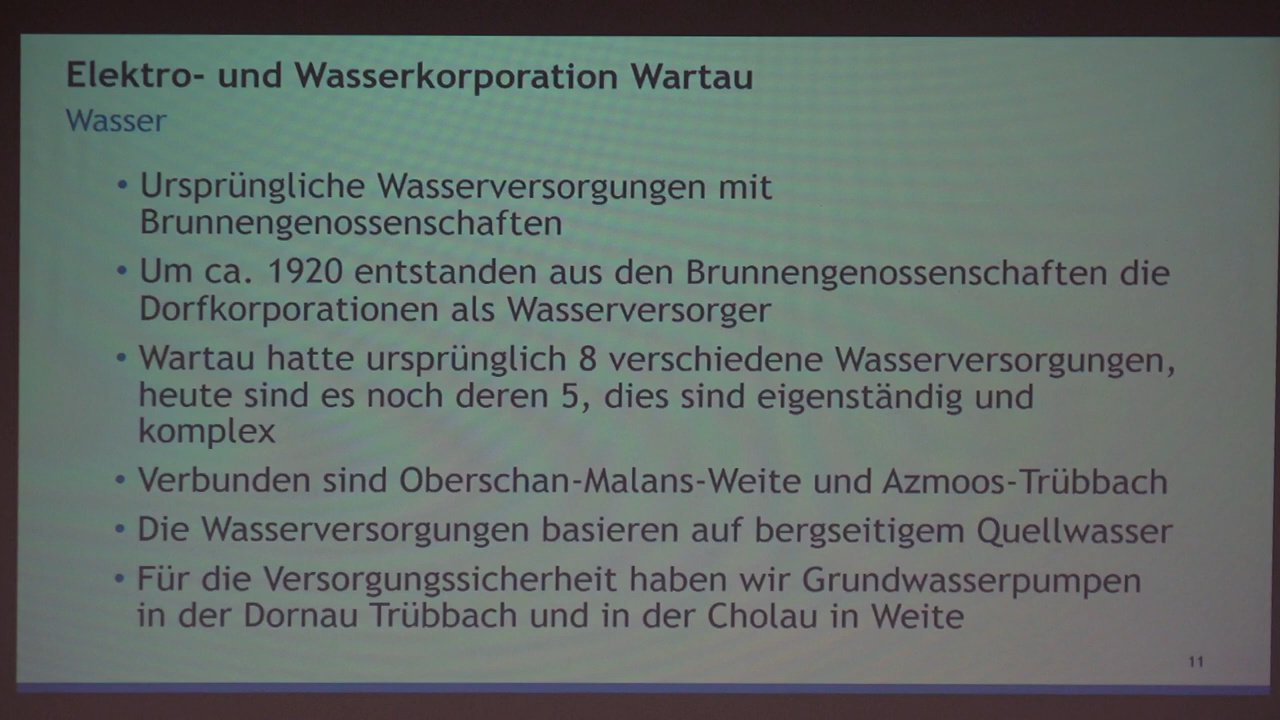 Elektro- und Wasserkorporation Wartau
Wasser
• Ursprüngliche Wasserversorgungen mit
Brunnengenossenschaften
• Um ca. 1920 entstanden aus den Brunnengenossenschaften die
Dorfkorporationen als Wasserversorger
• Wartau hatte ursprünglich 8 verschiedene Wasserversorgungen,
heute sind es noch deren 5, dies sind eigenständig und
komplex
• Verbunden sind Oberschan-Malans-Weite und Azmoos-Trübbach
• Die Wasserversorgungen basieren auf bergseitigem Quellwasser
• Für die Versorgungssicherheit haben wir Grundwasserpumpen
in der Dornau Trübbach und in der Cholau in Weite
11